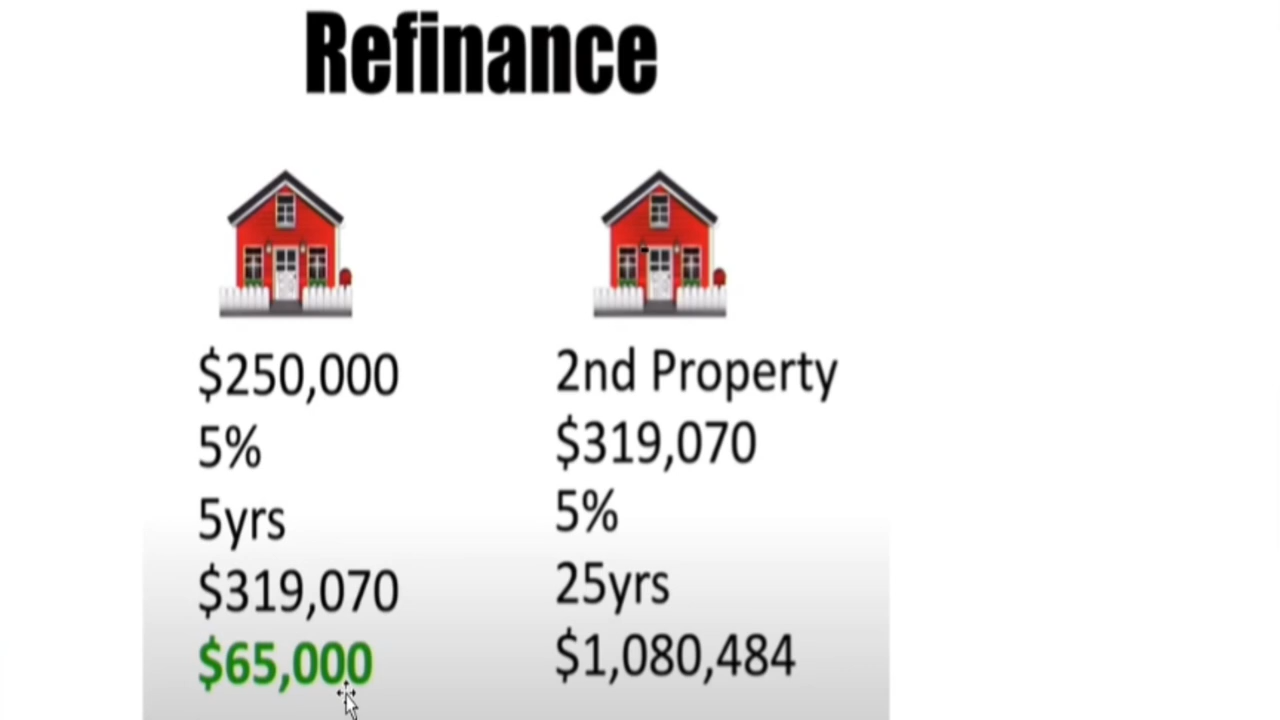 Refinance
$250,000
5%
5yrs
$319,070
$65,000
2nd Property
$319,070
5%
25yrs
$1,080,484